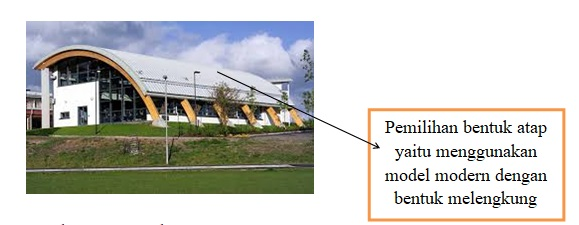 Pemilihan bentuk atap
yaitu menggunakan
model modern dengan
bentuk melengkung